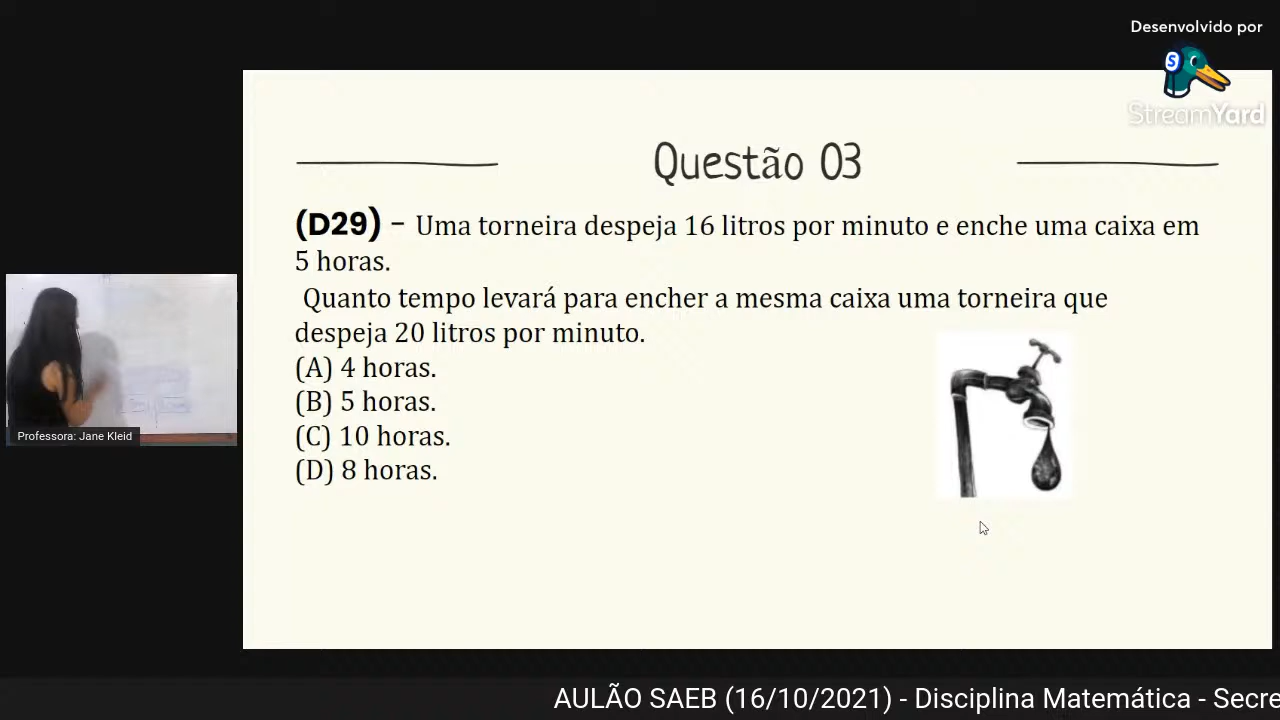 Desenvolvido por
S
StreamYard
Questão 03
(D29) – Uma torneira despeja 16 litros por minuto e enche uma caixa em
5 horas.
Quanto tempo levará para encher a mesma caixa uma torneira que
despeja 20 litros por minuto.
(A) 4 horas.
(B) 5 horas.
(C) 10 horas.
(D) 8 horas.
Professora: Jane Kleid
AULÃO SAEB (16/10/2021) - Disciplina Matemática - Secre